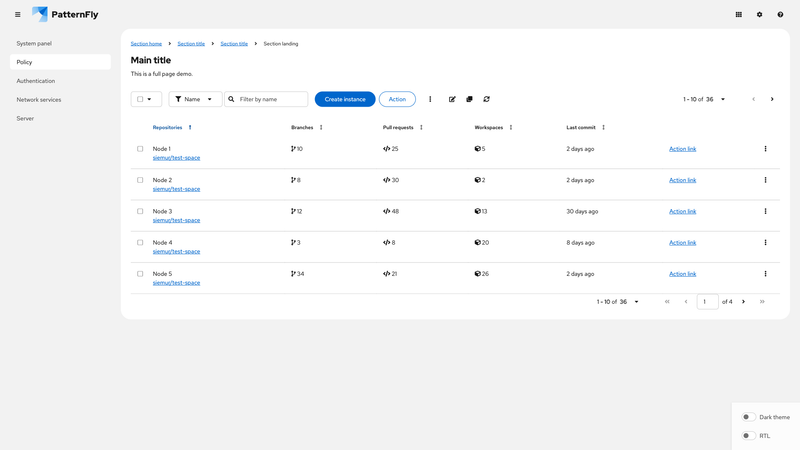 PatternFly
System panel
Policy
Authentication
Network services
Server
Section home
Section title
Section title
Section landing
Main title
This is a full page demo.
Name
Filter by name
Create instance
Action
1 - 10 of 36
Repositories
Branches
Pull requests
Workspaces
Last commit
Node 1
siemur/test-space
10
25
5
2 days ago
Action link
Node 2
siemur/test-space
8
30
2
2 days ago
Action link
Node 3
siemur/test-space
12
48
13
30 days ago
Action link
Node 4
siemur/test-space
3
8
20
8 days ago
Action link
Node 5
siemur/test-space
34
21
26
2 days ago
Action link
1 - 10 of 36
1
of 4
Dark theme
RTL